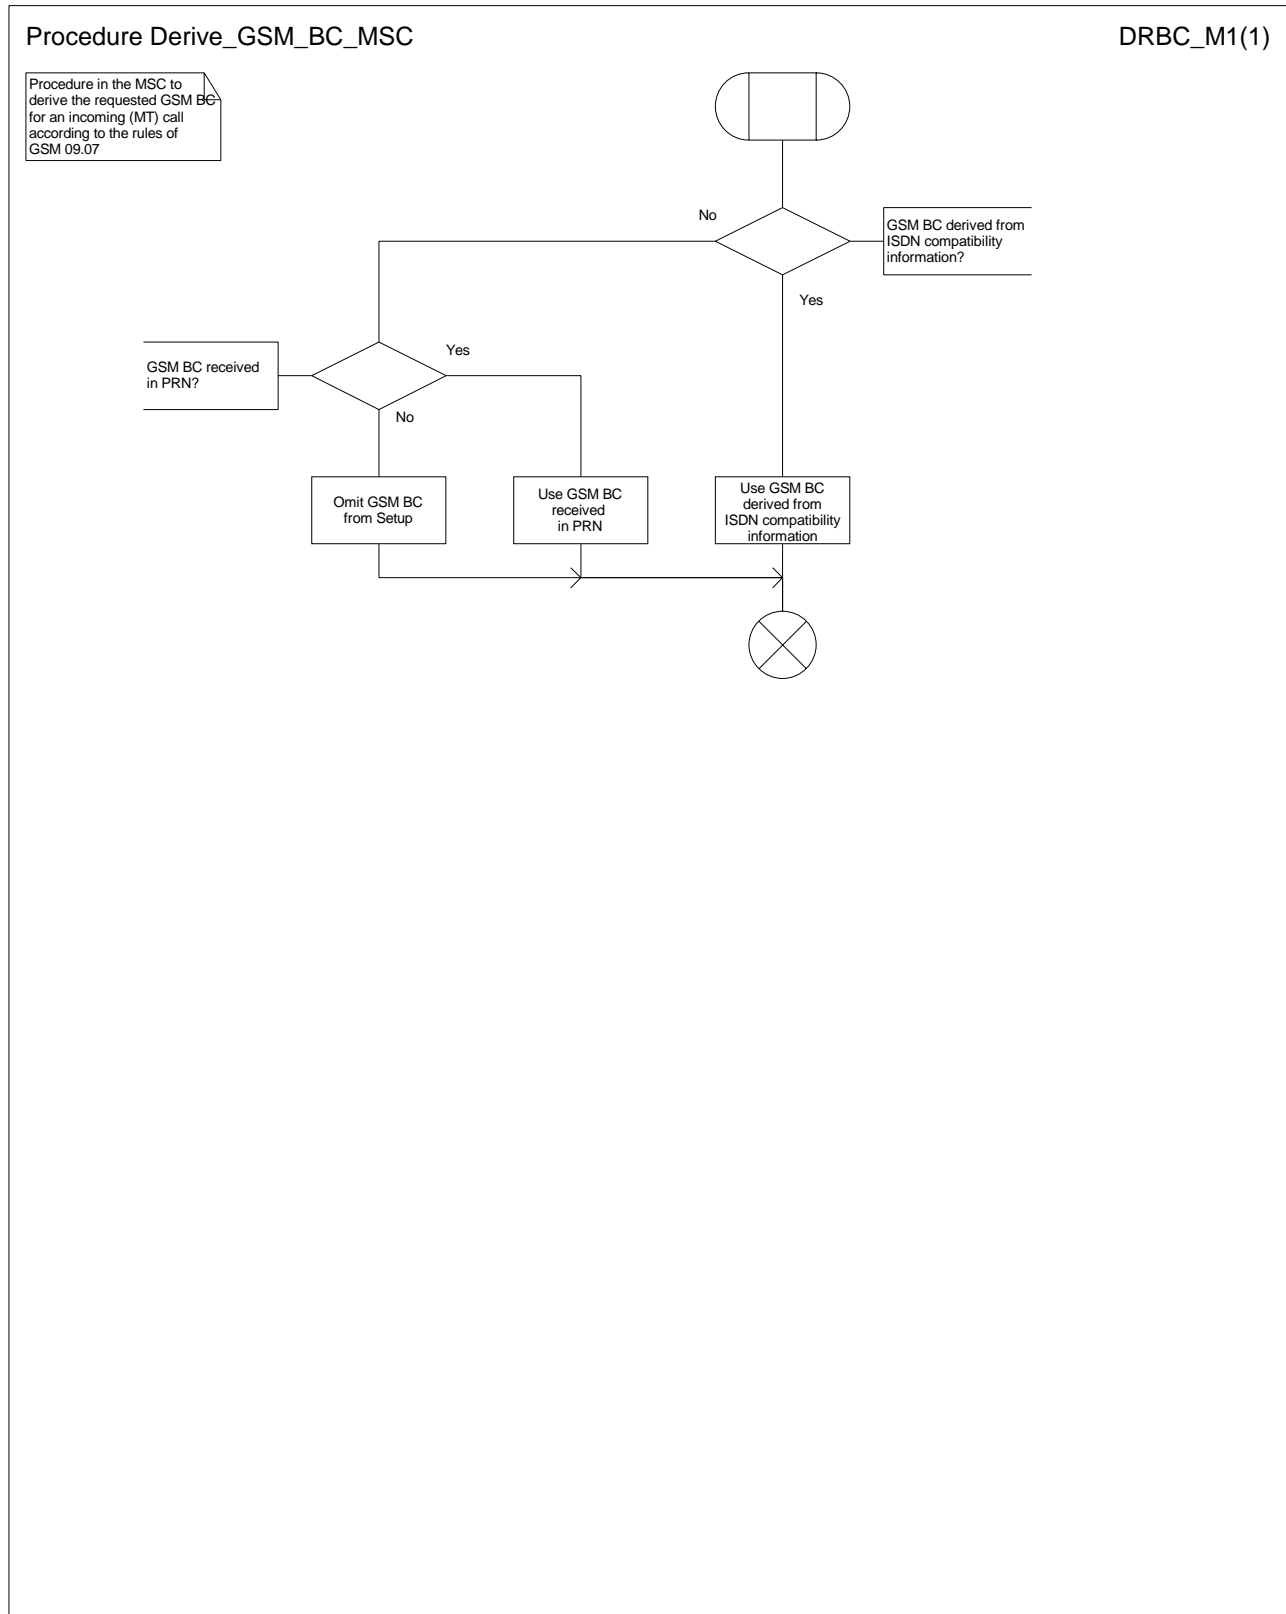 Procedure Derive_GSM_BC_MSC
DRBC_M1(1)
Procedure in the MSC to
derive the requested GSM BC
for an incoming (MT) call
according to the rules of
GSM 09.07
No
GSM BC derived from
ISDN compatibility
information?
Yes
GSM BC received
in PRN?
Yes
No
Omit GSM BC
from Setup
Use GSM BC
received
in PRN
Use GSM BC
derived from
ISDN compatibility
information